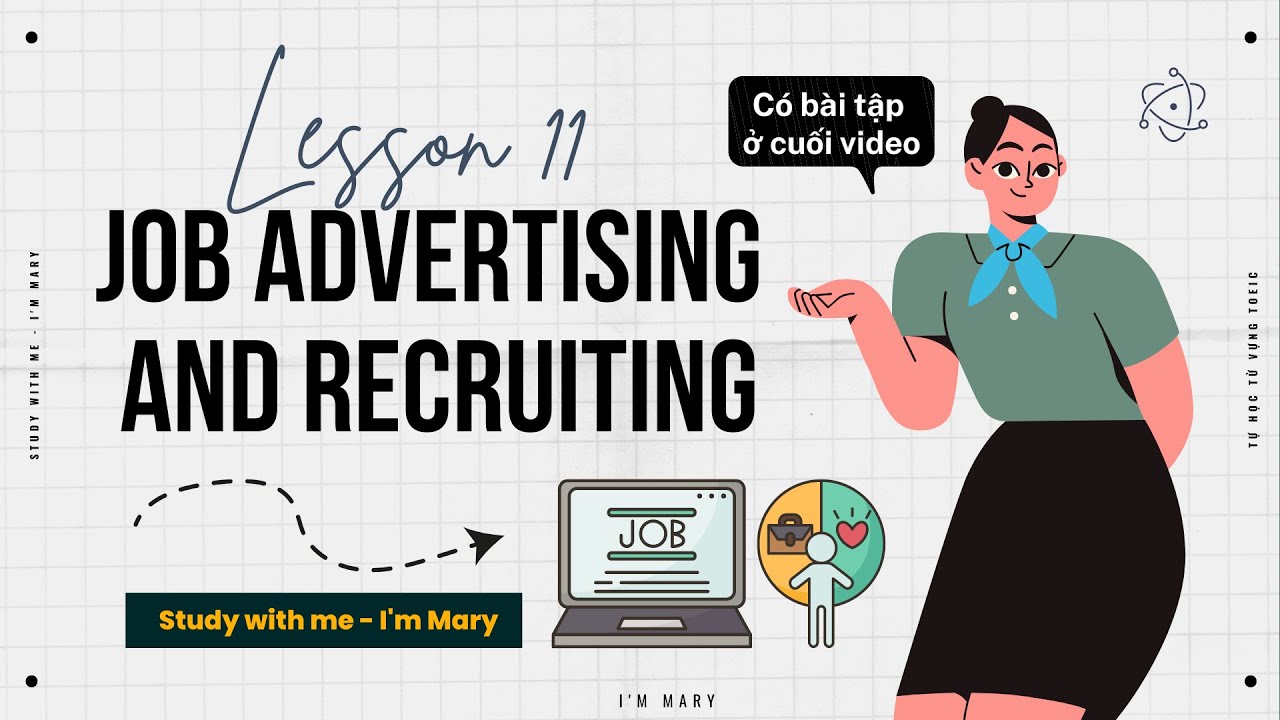 Lesson 11
JOB ADVERTISING
AND RECRUITING
Có bài tập
ở cuối video
STUDY WITH ME - I'M MARY
TỰ HỌC TỪ VỰNG TOEIC
JOB
Study with me - I'm Mary
I'M MARY